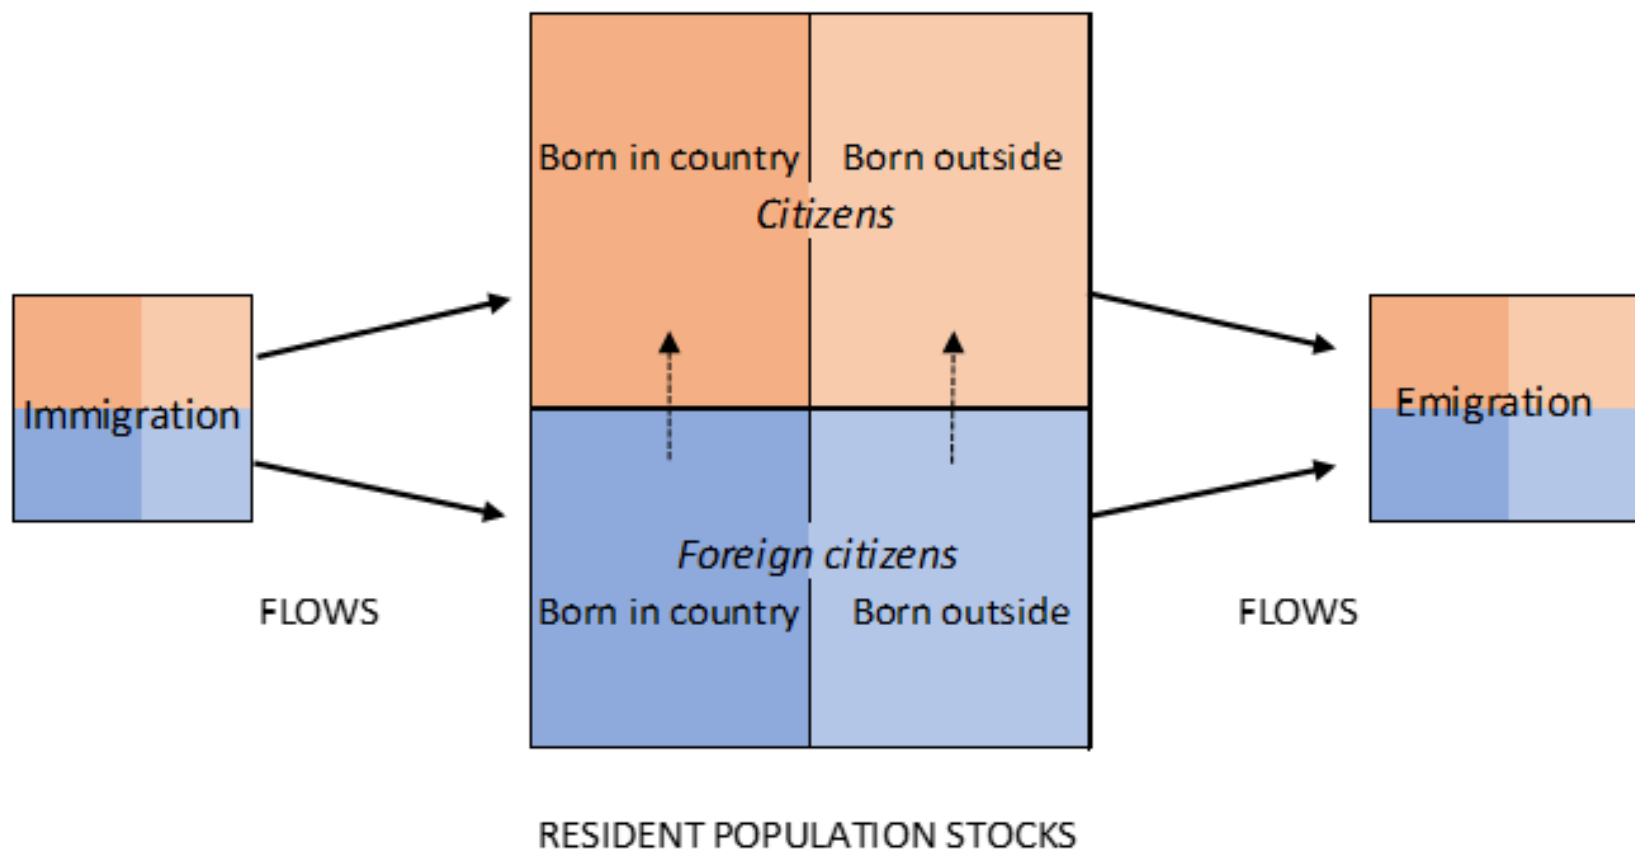 Born in country
Born outside
Citizens
Immigration
Emigration
Foreign citizens
Born in country
Born outside
FLOWS
FLOWS
RESIDENT POPULATION STOCKS